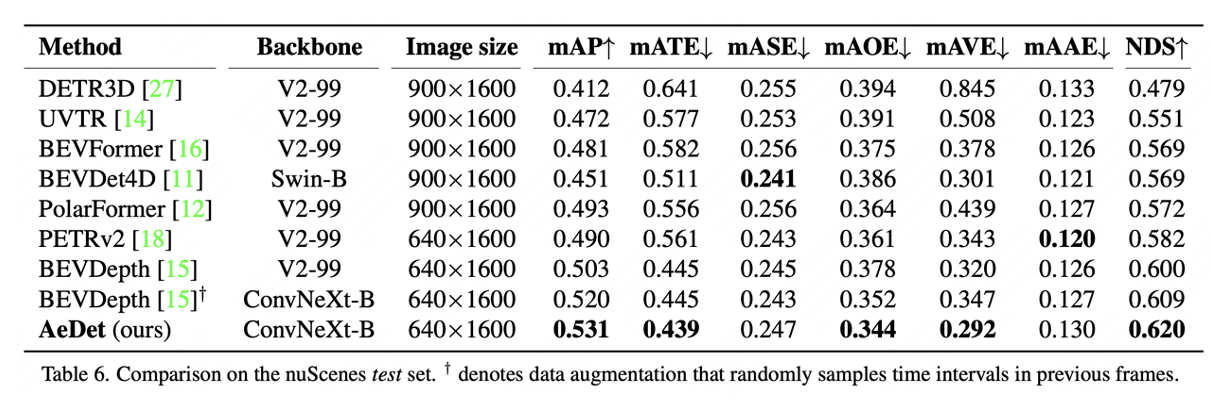 Method Backbone Image size mAP↑ mATE↓ mASE↓ mAOE↓ mAVE↓ mAAE↓ NDS↑
DETR3D [27] V2-99 900×1600 0.412 0.641 0.255 0.394 0.845 0.133 0.479
UVTR [14] V2-99 900×1600 0.472 0.577 0.253 0.391 0.508 0.123 0.551
BEVFormer [16] V2-99 900×1600 0.481 0.582 0.256 0.375 0.378 0.126 0.569
BEVDet4D [11] Swin-B 900×1600 0.451 0.511 0.241 0.386 0.301 0.121 0.569
PolarFormer [12] V2-99 900×1600 0.493 0.556 0.256 0.364 0.439 0.127 0.572
PETRv2 [18] V2-99 640×1600 0.490 0.561 0.243 0.361 0.343 0.120 0.582
BEVDepth [15] V2-99 640×1600 0.503 0.445 0.245 0.378 0.320 0.126 0.600
BEVDepth [15]† ConvNeXt-B 640×1600 0.520 0.445 0.243 0.352 0.347 0.127 0.609
AeDet (ours) ConvNeXt-B 640×1600 0.531 0.439 0.247 0.344 0.292 0.130 0.620
Table 6. Comparison on the nuScenes test set. † denotes data augmentation that randomly samples time intervals in previous frames.